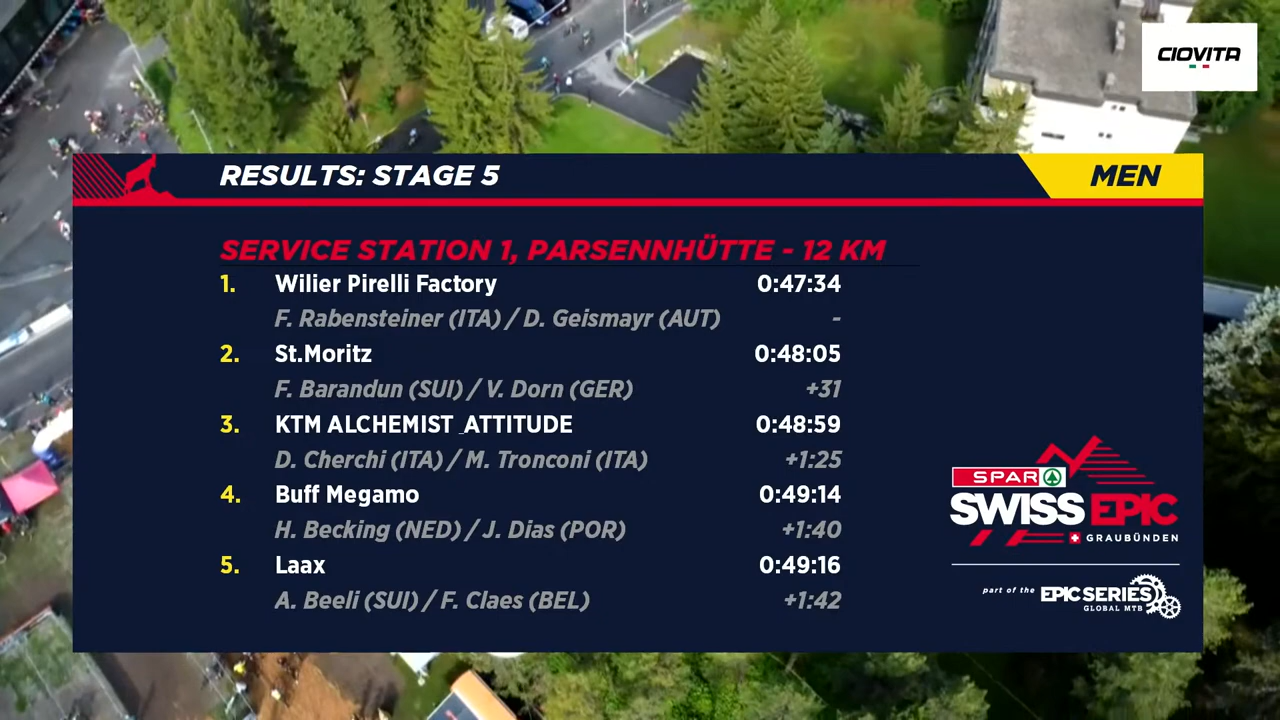 CIOVITA
RESULTS: STAGE 5
MEN
SERVICE STATION 1, PARSENNHÜTTE - 12 KM
1. Wilier Pirelli Factory 0:47:34
F. Rabensteiner (ITA) / D. Geismayr (AUT) -
2. St.Moritz 0:48:05
F. Barandun (SUI) / V. Dorn (GER) +31
3. KTM ALCHEMIST_ATTITUDE 0:48:59
D. Cherchi (ITA) / M. Tronconi (ITA) +1:25
4. Buff Megamo 0:49:14
H. Becking (NED) / J. Dias (POR) +1:40
5. Laax 0:49:16
A. Beeli (SUI) / F. Claes (BEL) +1:42
SPAR
SWISS EPIC
GRAUBÜNDEN
part of the EPIC SERIES
GLOBAL MTB